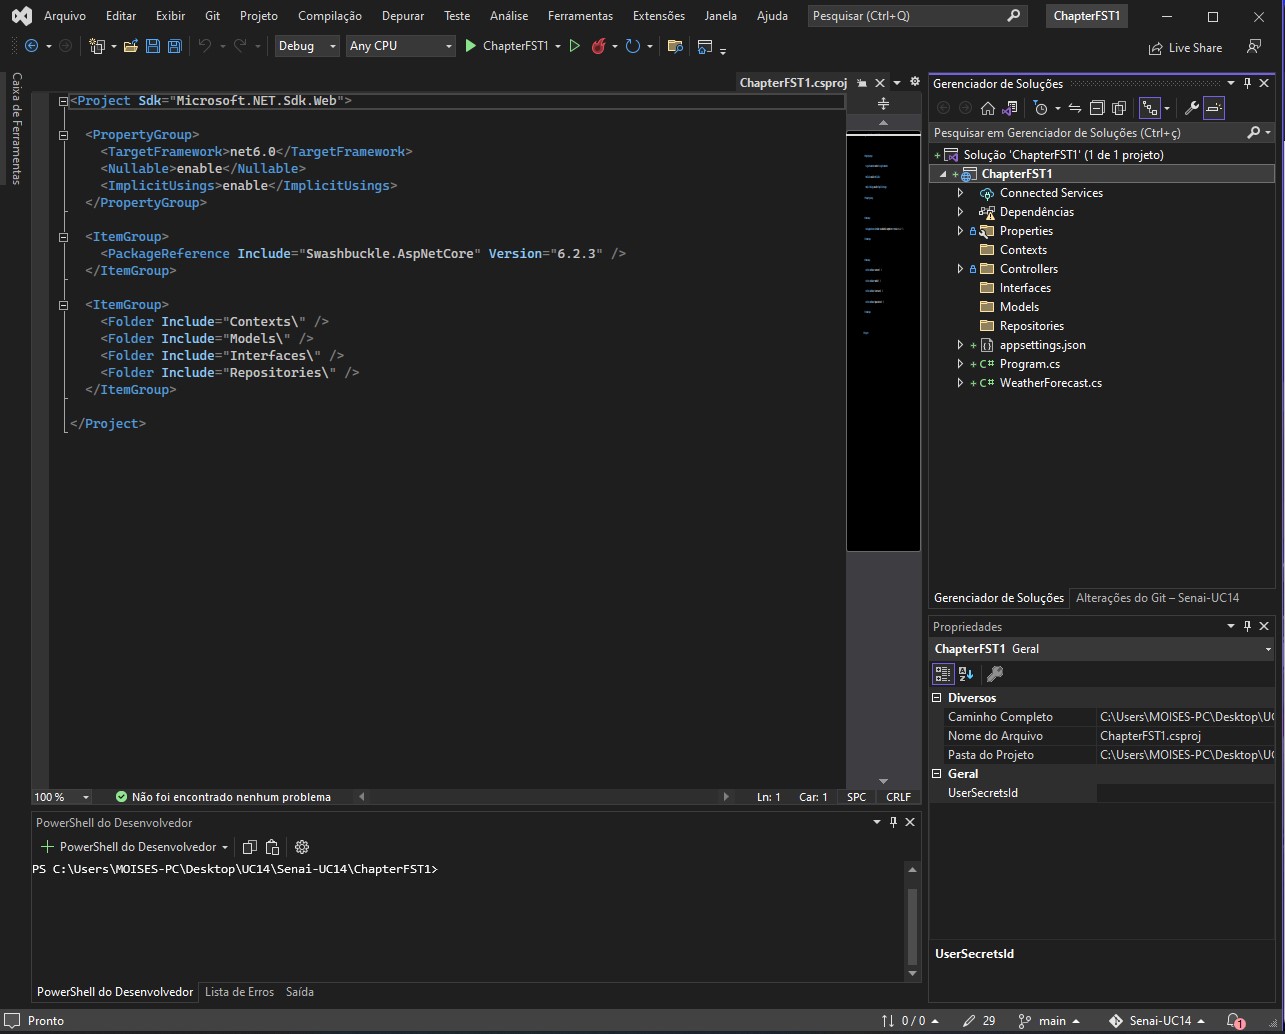 Arquivo Editar Exibir Git Projeto Compilação Depurar Teste Análise Ferramentas Extensões Janela Ajuda Pesquisar (Ctrl+Q) ChapterFST1
Debug Any CPU ChapterFST1 Live Share
Caixa de Ferramentas
ChapterFST1.csproj
<Project Sdk="Microsoft.NET.Sdk.Web">
<PropertyGroup>
<TargetFramework>net6.0</TargetFramework>
<Nullable>enable</Nullable>
<ImplicitUsings>enable</ImplicitUsings>
</PropertyGroup>
<ItemGroup>
<PackageReference Include="Swashbuckle.AspNetCore" Version="6.2.3" />
</ItemGroup>
<ItemGroup>
<Folder Include="Contexts\" />
<Folder Include="Models\" />
<Folder Include="Interfaces\" />
<Folder Include="Repositories\" />
</ItemGroup>
</Project>
100 % Não foi encontrado nenhum problema Ln: 1 Car: 1 SPC CRLF
PowerShell do Desenvolvedor
PowerShell do Desenvolvedor
PS C:\Users\MOISES-PC\Desktop\UC14\Senai-UC14\ChapterFST1>
PowerShell do Desenvolvedor Lista de Erros Saída
Gerenciador de Soluções
Pesquisar em Gerenciador de Soluções (Ctrl+ç)
Solução 'ChapterFST1' (1 de 1 projeto)
ChapterFST1
Connected Services
Dependências
Properties
Contexts
Controllers
Interfaces
Models
Repositories
appsettings.json
C# Program.cs
C# WeatherForecast.cs
Gerenciador de Soluções Alterações do Git – Senai-UC14
Propriedades
ChapterFST1 Geral
Diversos
Caminho Completo C:\Users\MOISES-PC\Desktop\UC
Nome do Arquivo ChapterFST1.csproj
Pasta do Projeto C:\Users\MOISES-PC\Desktop\UC
Geral
UserSecretsId
UserSecretsId
Pronto 0 / 0 29 main Senai-UC14 1